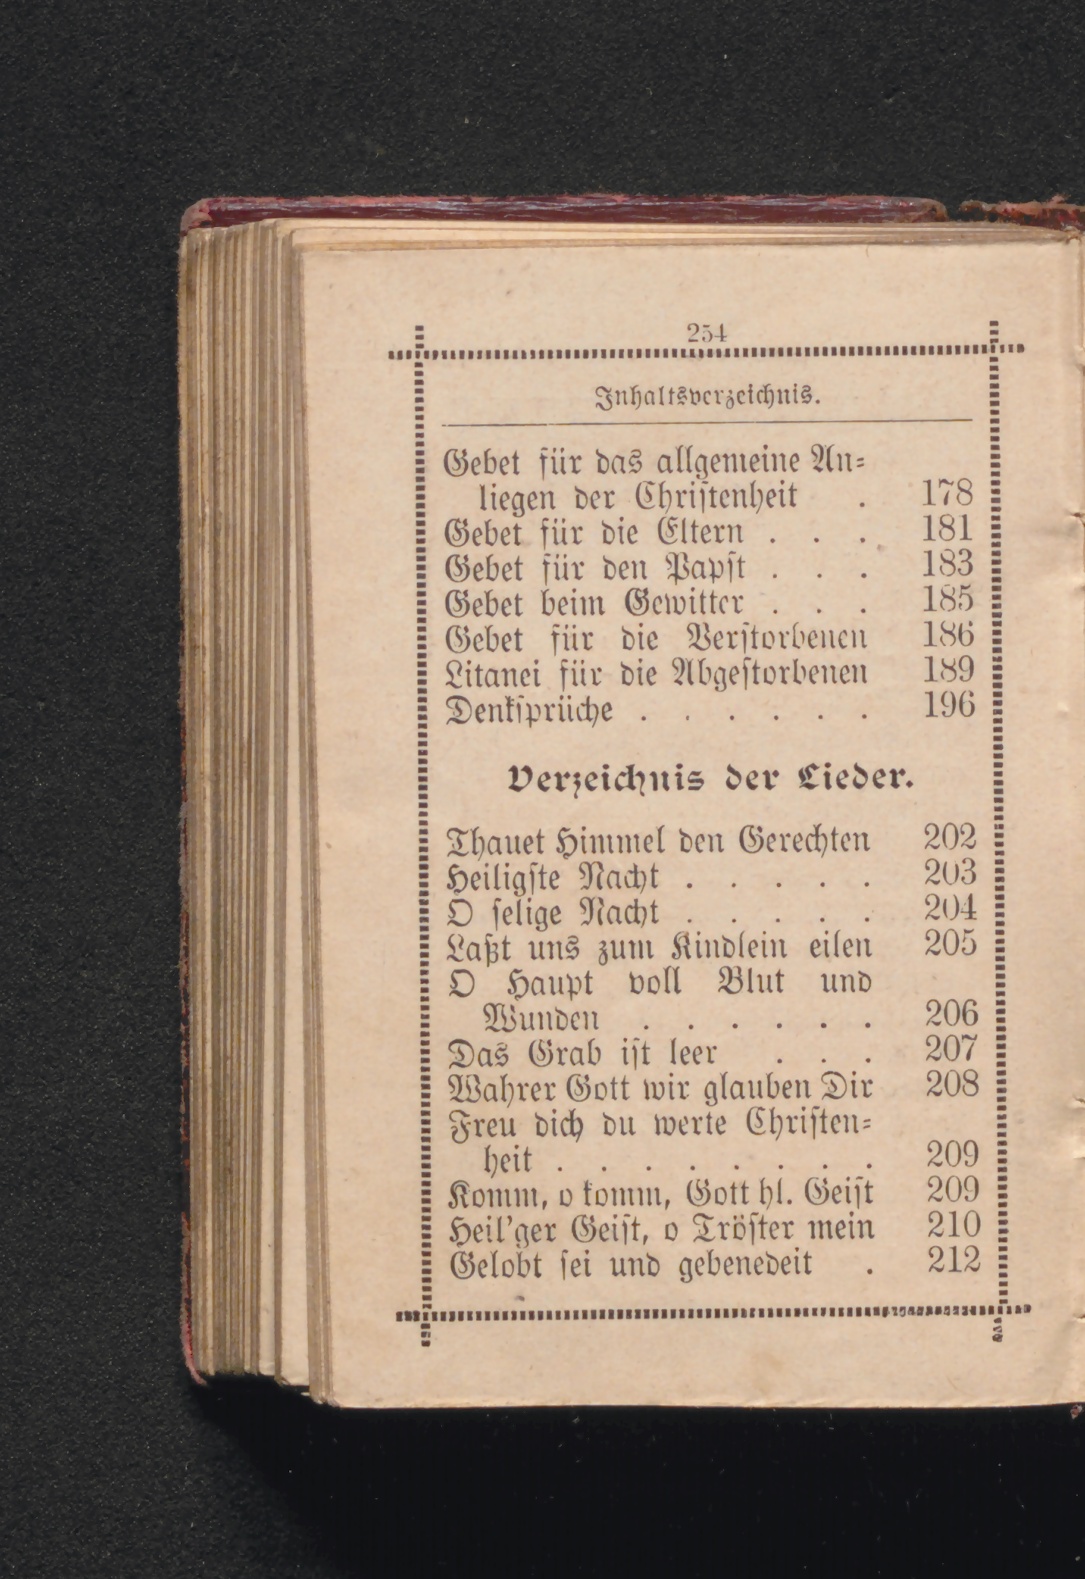 254
Inhaltsverzeichnis.
Gebet für das allgemeine An=
liegen der Chriſtenheit . 178
Gebet für die Eltern . . . 181
Gebet für den Papſt . . . 183
Gebet beim Gewitter . . . 185
Gebet für die Verſtorbenen 186
Litanei für die Abgeſtorbenen 189
Denkſprüche . . . . . . 196
Verzeichnis der Lieder.
Thauet Himmel den Gerechten 202
Heiligſte Nacht . . . . . 203
O ſelige Nacht . . . . . 204
Laßt uns zum Kindlein eilen 205
O Haupt voll Blut und
Wunden . . . . . . 206
Das Grab iſt leer . . . 207
Wahrer Gott wir glauben Dir 208
Freu dich du werte Chriſten=
heit . . . . . . . . 209
Komm, o komm, Gott hl. Geiſt 209
Heil'ger Geiſt, o Tröſter mein 210
Gelobt ſei und gebenedeit . 212